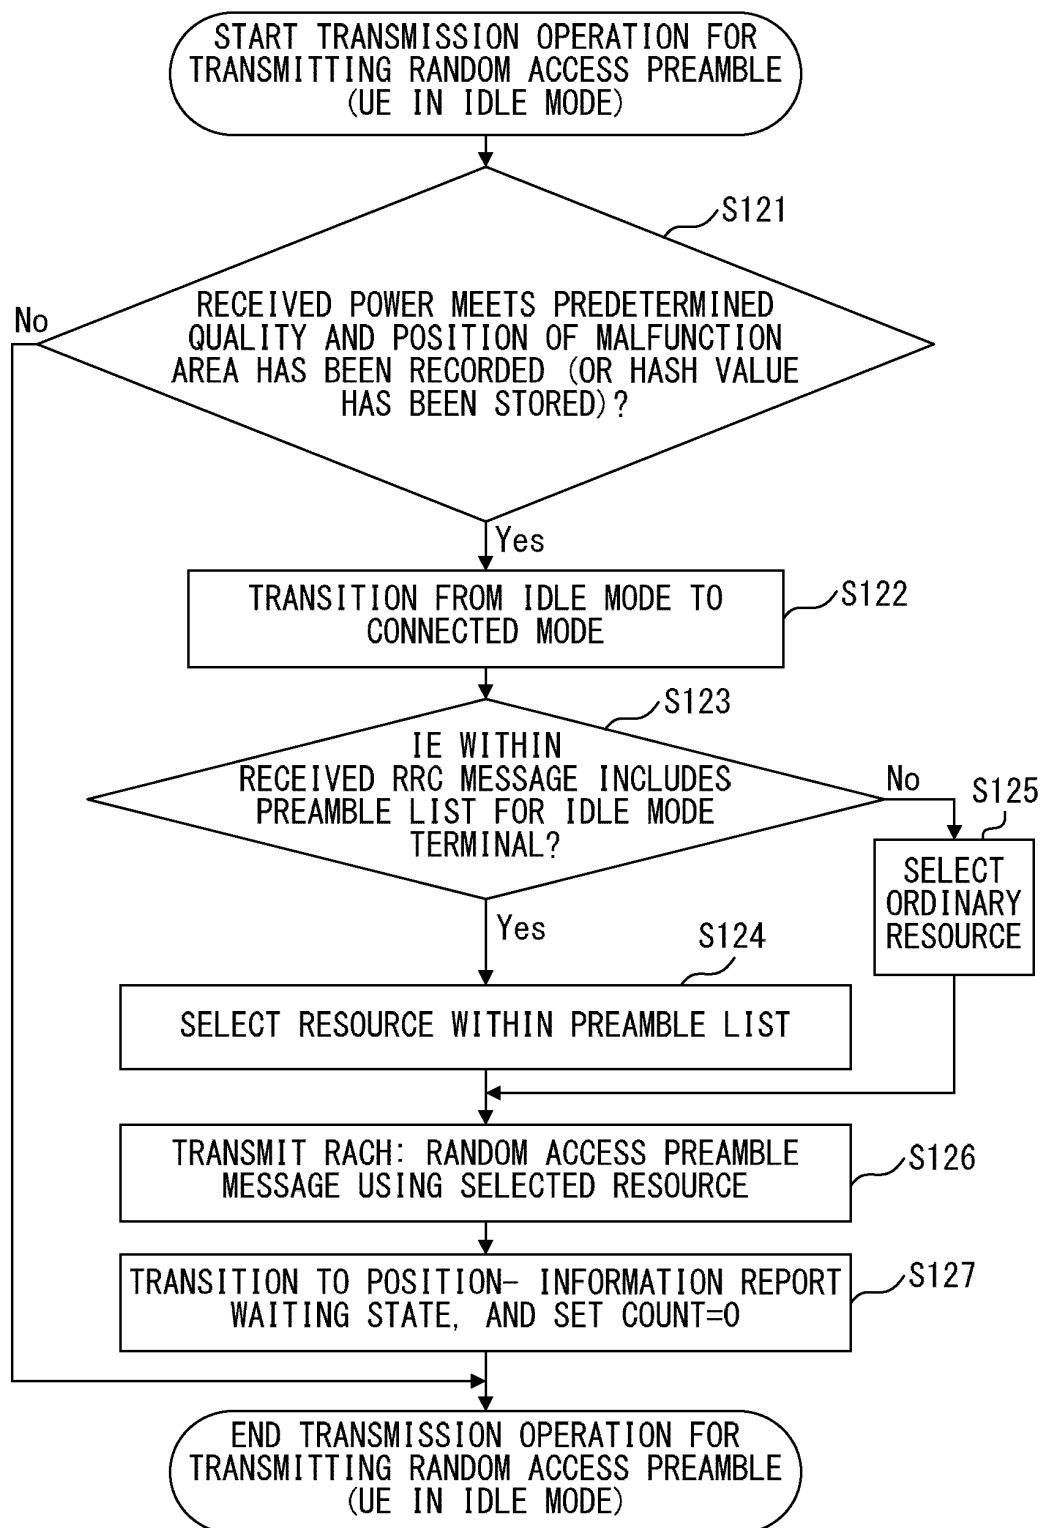 START TRANSMISSION OPERATION FOR
TRANSMITTING RANDOM ACCESS PREAMBLE
(UE IN IDLE MODE)
S121
No
RECEIVED POWER MEETS PREDETERMINED
QUALITY AND POSITION OF MALFUNCTION
AREA HAS BEEN RECORDED (OR HASH VALUE
HAS BEEN STORED)?
Yes
TRANSITION FROM IDLE MODE TO
CONNECTED MODE
S122
S123
IE WITHIN
RECEIVED RRC MESSAGE INCLUDES
PREAMBLE LIST FOR IDLE MODE
TERMINAL?
No
S125
SELECT
ORDINARY
RESOURCE
Yes
S124
SELECT RESOURCE WITHIN PREAMBLE LIST
TRANSMIT RACH: RANDOM ACCESS PREAMBLE
MESSAGE USING SELECTED RESOURCE
S126
TRANSITION TO POSITION- INFORMATION REPORT
WAITING STATE, AND SET COUNT=0
S127
END TRANSMISSION OPERATION FOR
TRANSMITTING RANDOM ACCESS PREAMBLE
(UE IN IDLE MODE)